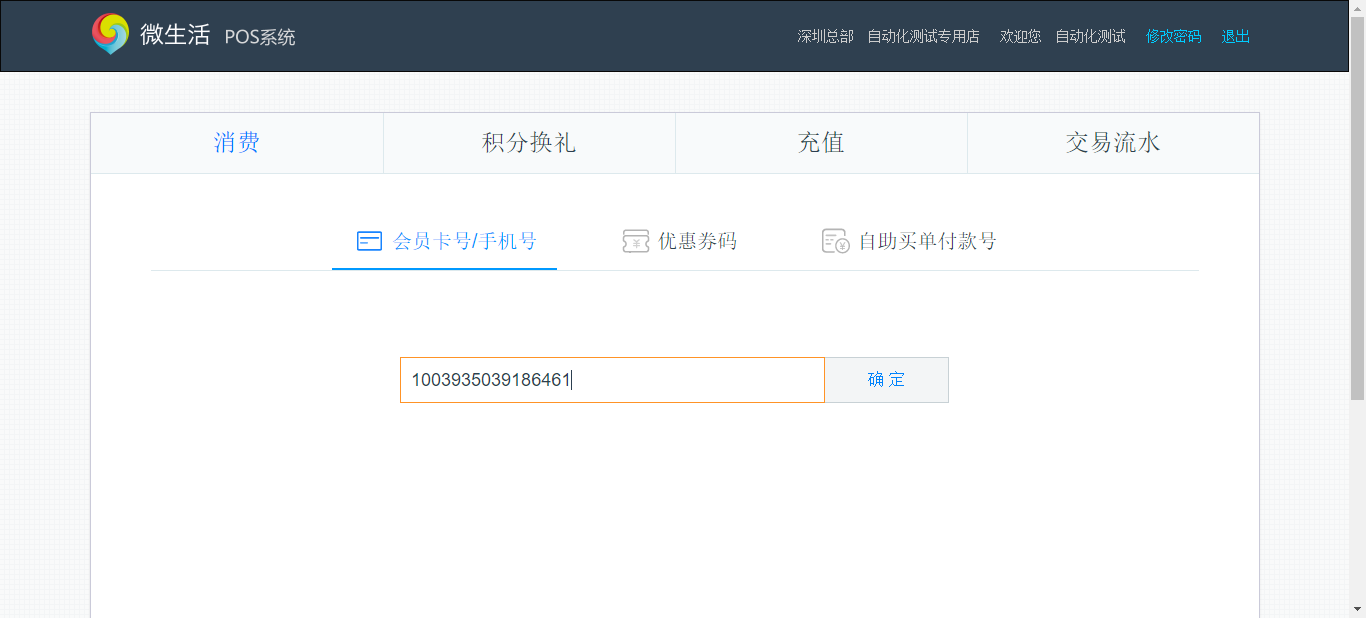 微生活 POS系统 深圳总部 自动化测试专用店 欢迎您 自动化测试 修改密码 退出
消费 积分换礼 充值 交易流水
会员卡号/手机号 优惠券码 自助买单付款号
1003935039186461 确定